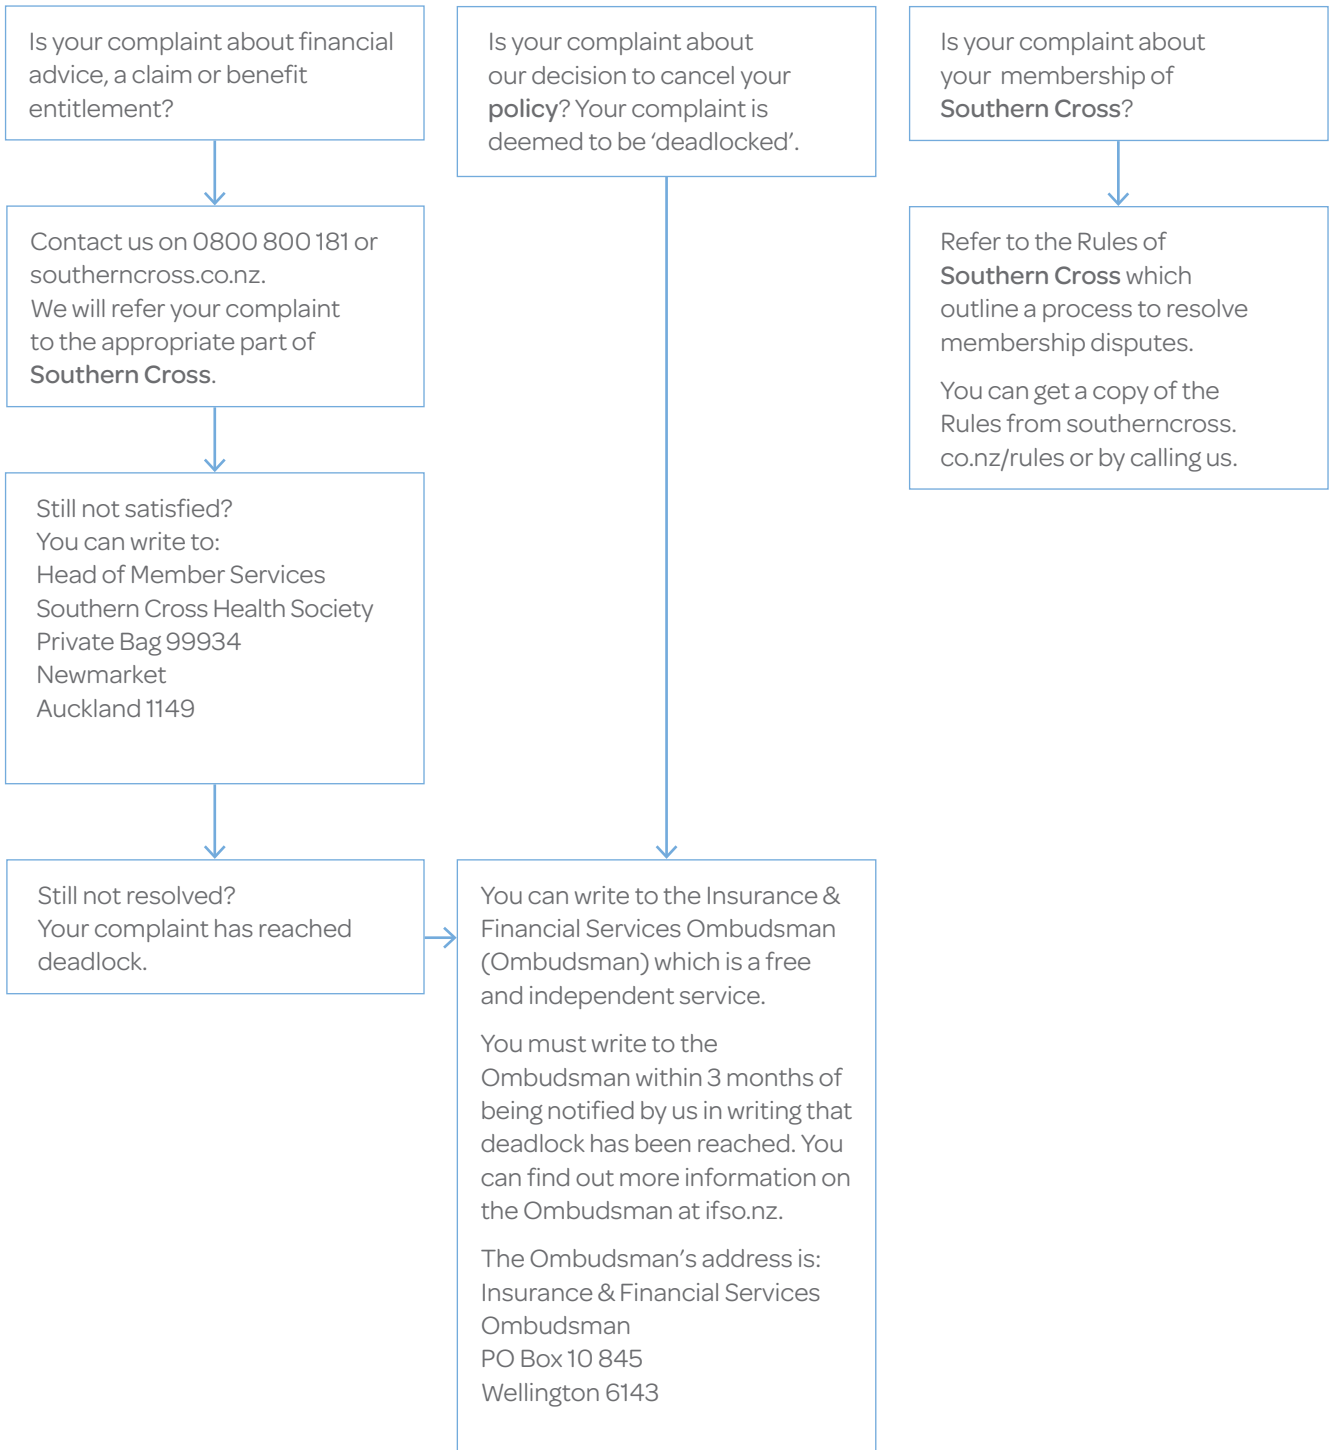 Is your complaint about financial
advice, a claim or benefit
entitlement?
Contact us on 0800 800 181 or
southerncross.co.nz.
We will refer your complaint
to the appropriate part of
Southern Cross.
Still not satisfied?
You can write to:
Head of Member Services
Southern Cross Health Society
Private Bag 99934
Newmarket
Auckland 1149
Still not resolved?
Your complaint has reached
deadlock.
Is your complaint about
our decision to cancel your
policy? Your complaint is
deemed to be ‘deadlocked’.
You can write to the Insurance &
Financial Services Ombudsman
(Ombudsman) which is a free
and independent service.
You must write to the
Ombudsman within 3 months of
being notified by us in writing that
deadlock has been reached. You
can find out more information on
the Ombudsman at ifso.nz.
The Ombudsman’s address is:
Insurance & Financial Services
Ombudsman
PO Box 10 845
Wellington 6143
Is your complaint about
your membership of
Southern Cross?
Refer to the Rules of
Southern Cross which
outline a process to resolve
membership disputes.
You can get a copy of the
Rules from southerncross.
co.nz/rules or by calling us.